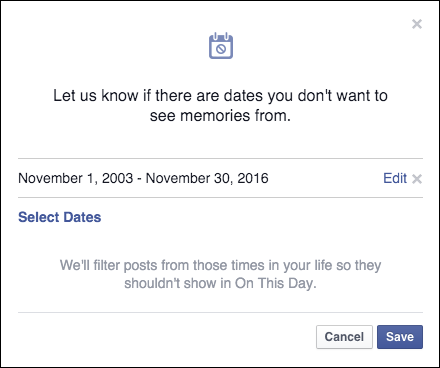 Let us know if there are dates you don't want to
see memories from.
November 1, 2003 - November 30, 2016 Edit
Select Dates
We'll filter posts from those times in your life so they
shouldn't show in On This Day.
Cancel Save